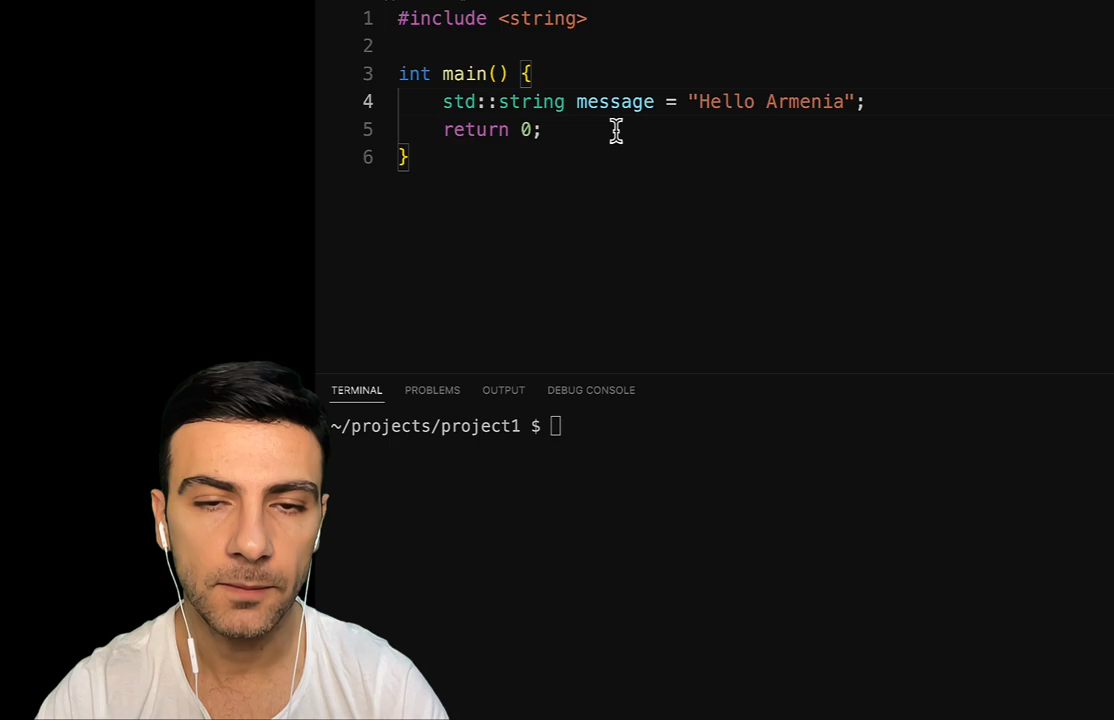 1 #include <string>
2
3 int main() {
4 std::string message = "Hello Armenia";
5 return 0;
6 }
TERMINAL PROBLEMS OUTPUT DEBUG CONSOLE
~/projects/project1 $